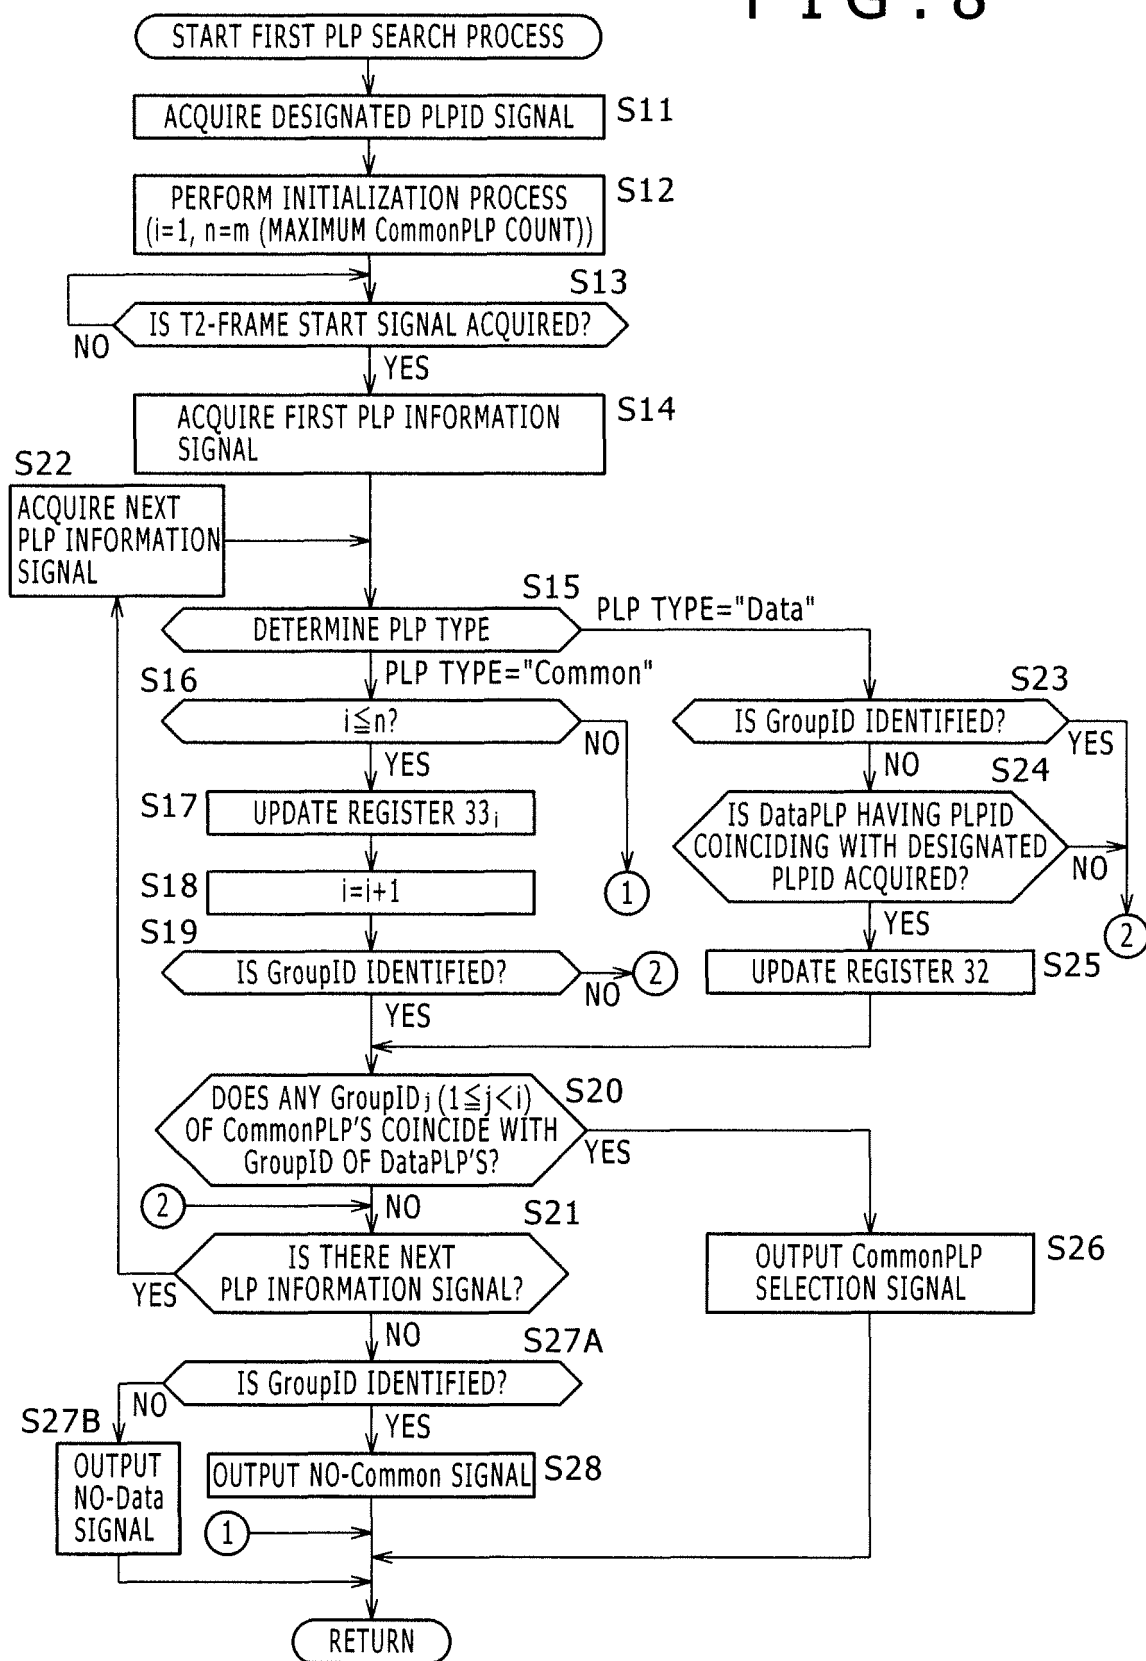 FIG.8
START FIRST PLP SEARCH PROCESS
ACQUIRE DESIGNATED PLPID SIGNAL
S11
PERFORM INITIALIZATION PROCESS
(i=1, n=m (MAXIMUM CommonPLP COUNT))
S12
S13
IS T2-FRAME START SIGNAL ACQUIRED?
NO
YES
ACQUIRE FIRST PLP INFORMATION
SIGNAL
S14
S22
ACQUIRE NEXT
PLP INFORMATION
SIGNAL
S15
DETERMINE PLP TYPE
PLP TYPE="Data"
PLP TYPE="Common"
S16
i≦n?
NO
YES
S23
IS GroupID IDENTIFIED?
YES
NO
S17
UPDATE REGISTER 33i
S24
IS DataPLP HAVING PLPID
COINCIDING WITH DESIGNATED
PLPID ACQUIRED?
NO
YES
S18
i=i+1
1
2
S19
IS GroupID IDENTIFIED?
NO
2
YES
UPDATE REGISTER 32
S25
DOES ANY GroupIDj (1≦j<i)
OF CommonPLP'S COINCIDE WITH
GroupID OF DataPLP'S?
S20
YES
NO
2
S21
IS THERE NEXT
PLP INFORMATION SIGNAL?
YES
NO
OUTPUT CommonPLP
SELECTION SIGNAL
S26
S27A
IS GroupID IDENTIFIED?
NO
YES
S27B
OUTPUT
NO-Data
SIGNAL
OUTPUT NO-Common SIGNAL
S28
1
RETURN